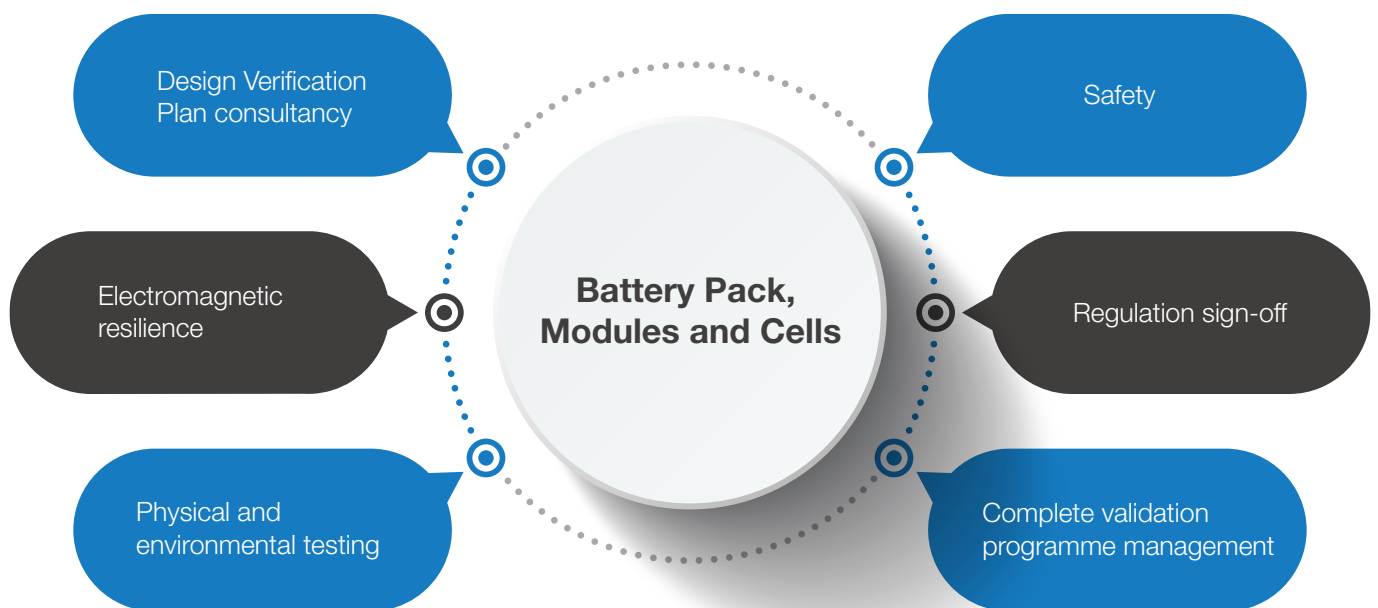 Design Verification
Plan consultancy
Safety
Electromagnetic
resilience
Battery Pack,
Modules and Cells
Regulation sign-off
Physical and
environmental testing
Complete validation
programme management